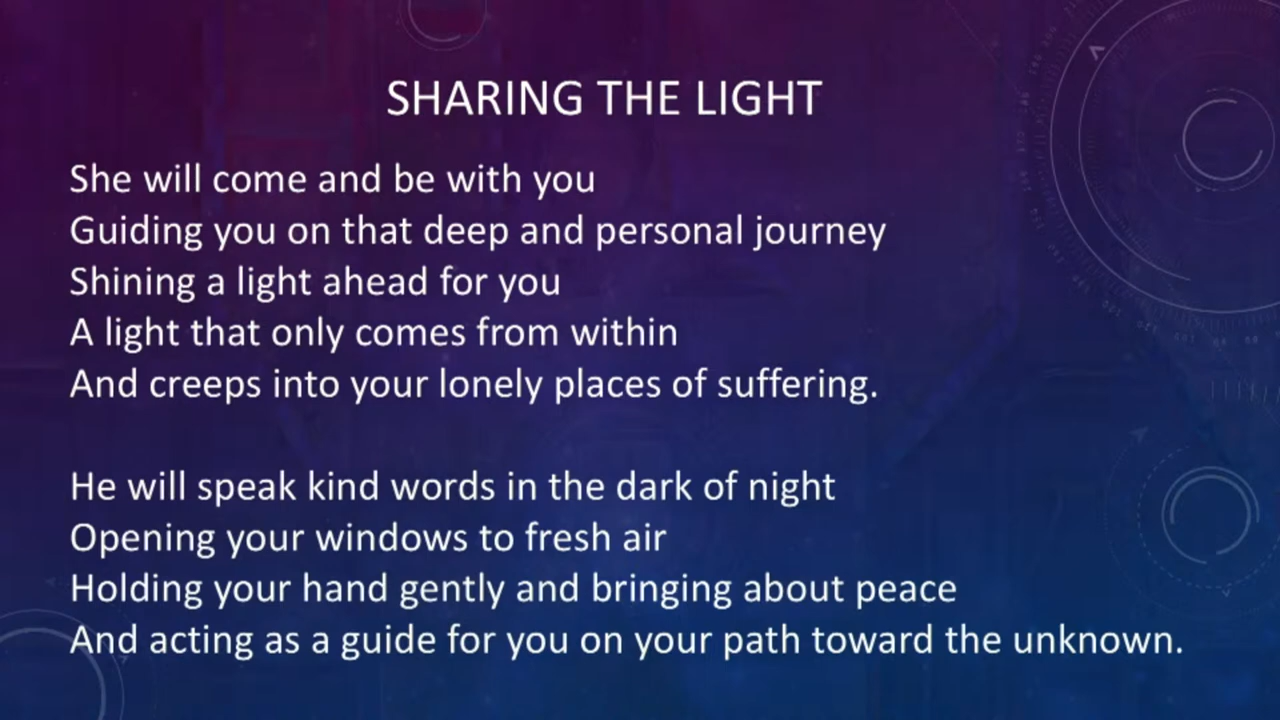 SHARING THE LIGHT
She will come and be with you
Guiding you on that deep and personal journey
Shining a light ahead for you
A light that only comes from within
And creeps into your lonely places of suffering.
He will speak kind words in the dark of night
Opening your windows to fresh air
Holding your hand gently and bringing about peace
And acting as a guide for you on your path toward the unknown.